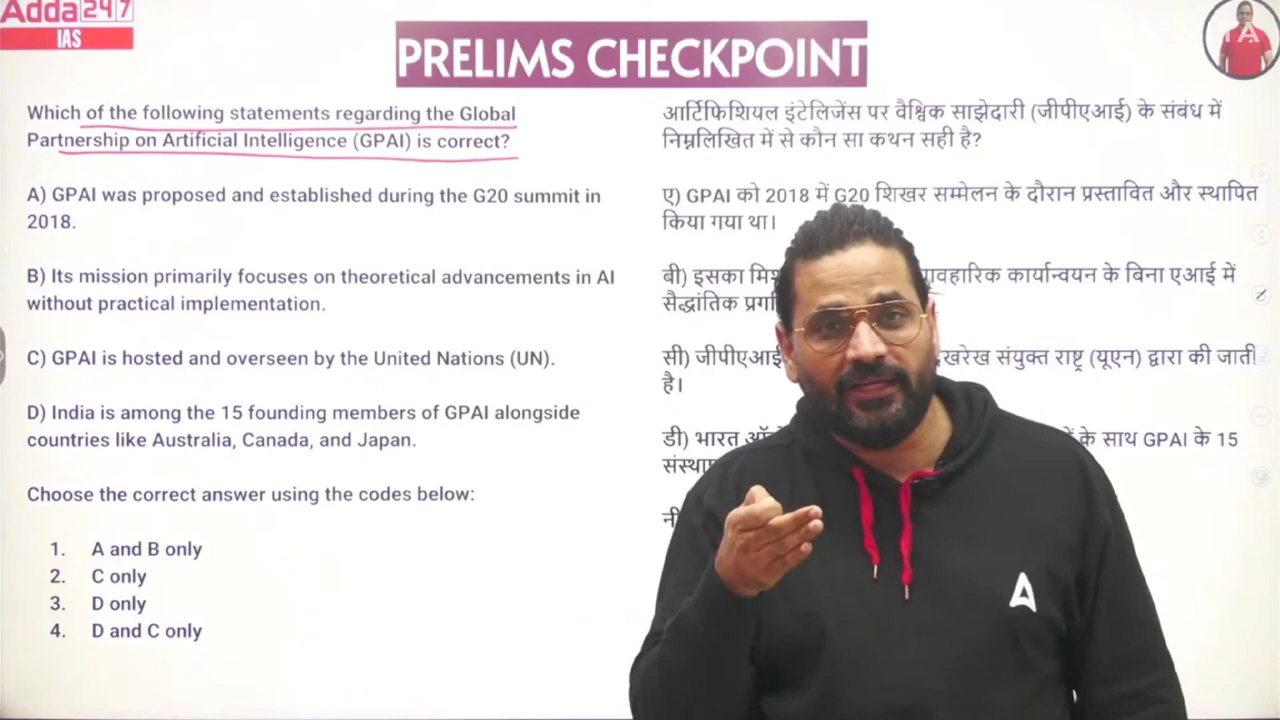 Adda247
IAS
PRELIMS CHECKPOINT
Which of the following statements regarding the Global
Partnership on Artificial Intelligence (GPAI) is correct?
A) GPAI was proposed and established during the G20 summit in
2018.
B) Its mission primarily focuses on theoretical advancements in AI
without practical implementation.
C) GPAI is hosted and overseen by the United Nations (UN).
D) India is among the 15 founding members of GPAI alongside
countries like Australia, Canada, and Japan.
Choose the correct answer using the codes below:
1. A and B only
2. C only
3. D only
4. D and C only
आर्टिफिशियल इंटेलिजेंस पर वैश्विक साझेदारी (जीपीएआई) के संबंध में
निम्नलिखित में से कौन सा कथन सही है?
ए) GPAI को 2018 में G20 शिखर सम्मेलन के दौरान प्रस्तावित और स्थापित
किया गया था।
बी) इसका कार्यान्वयन के बिना एआई में
सैद्धांतिक
सी) जीपीएआई संयुक्त राष्ट्र (यूएन) द्वारा की जाती
है।
डी) भारत के साथ GPAI के 15